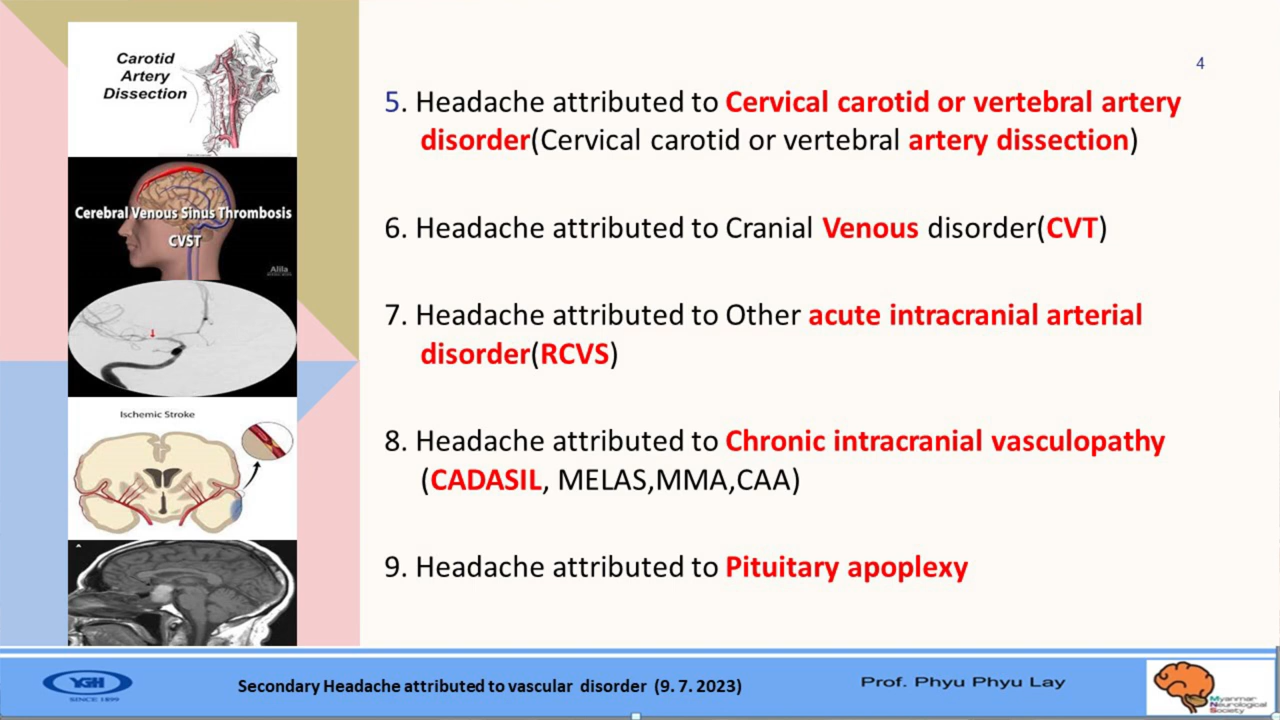 Carotid
Artery
Dissection
Cerebral Venous Sinus Thrombosis
CVST
Alila
Ischemic Stroke
A
4
5. Headache attributed to Cervical carotid or vertebral artery
disorder(Cervical carotid or vertebral artery dissection)
6. Headache attributed to Cranial Venous disorder(CVT)
7. Headache attributed to Other acute intracranial arterial
disorder(RCVS)
8. Headache attributed to Chronic intracranial vasculopathy
(CADASIL, MELAS,MMA,CAA)
9. Headache attributed to Pituitary apoplexy
YGH
SINCE 1899
Secondary Headache attributed to vascular disorder (9. 7. 2023)
Prof. Phyu Phyu Lay
Myanmar
Neurological
Society